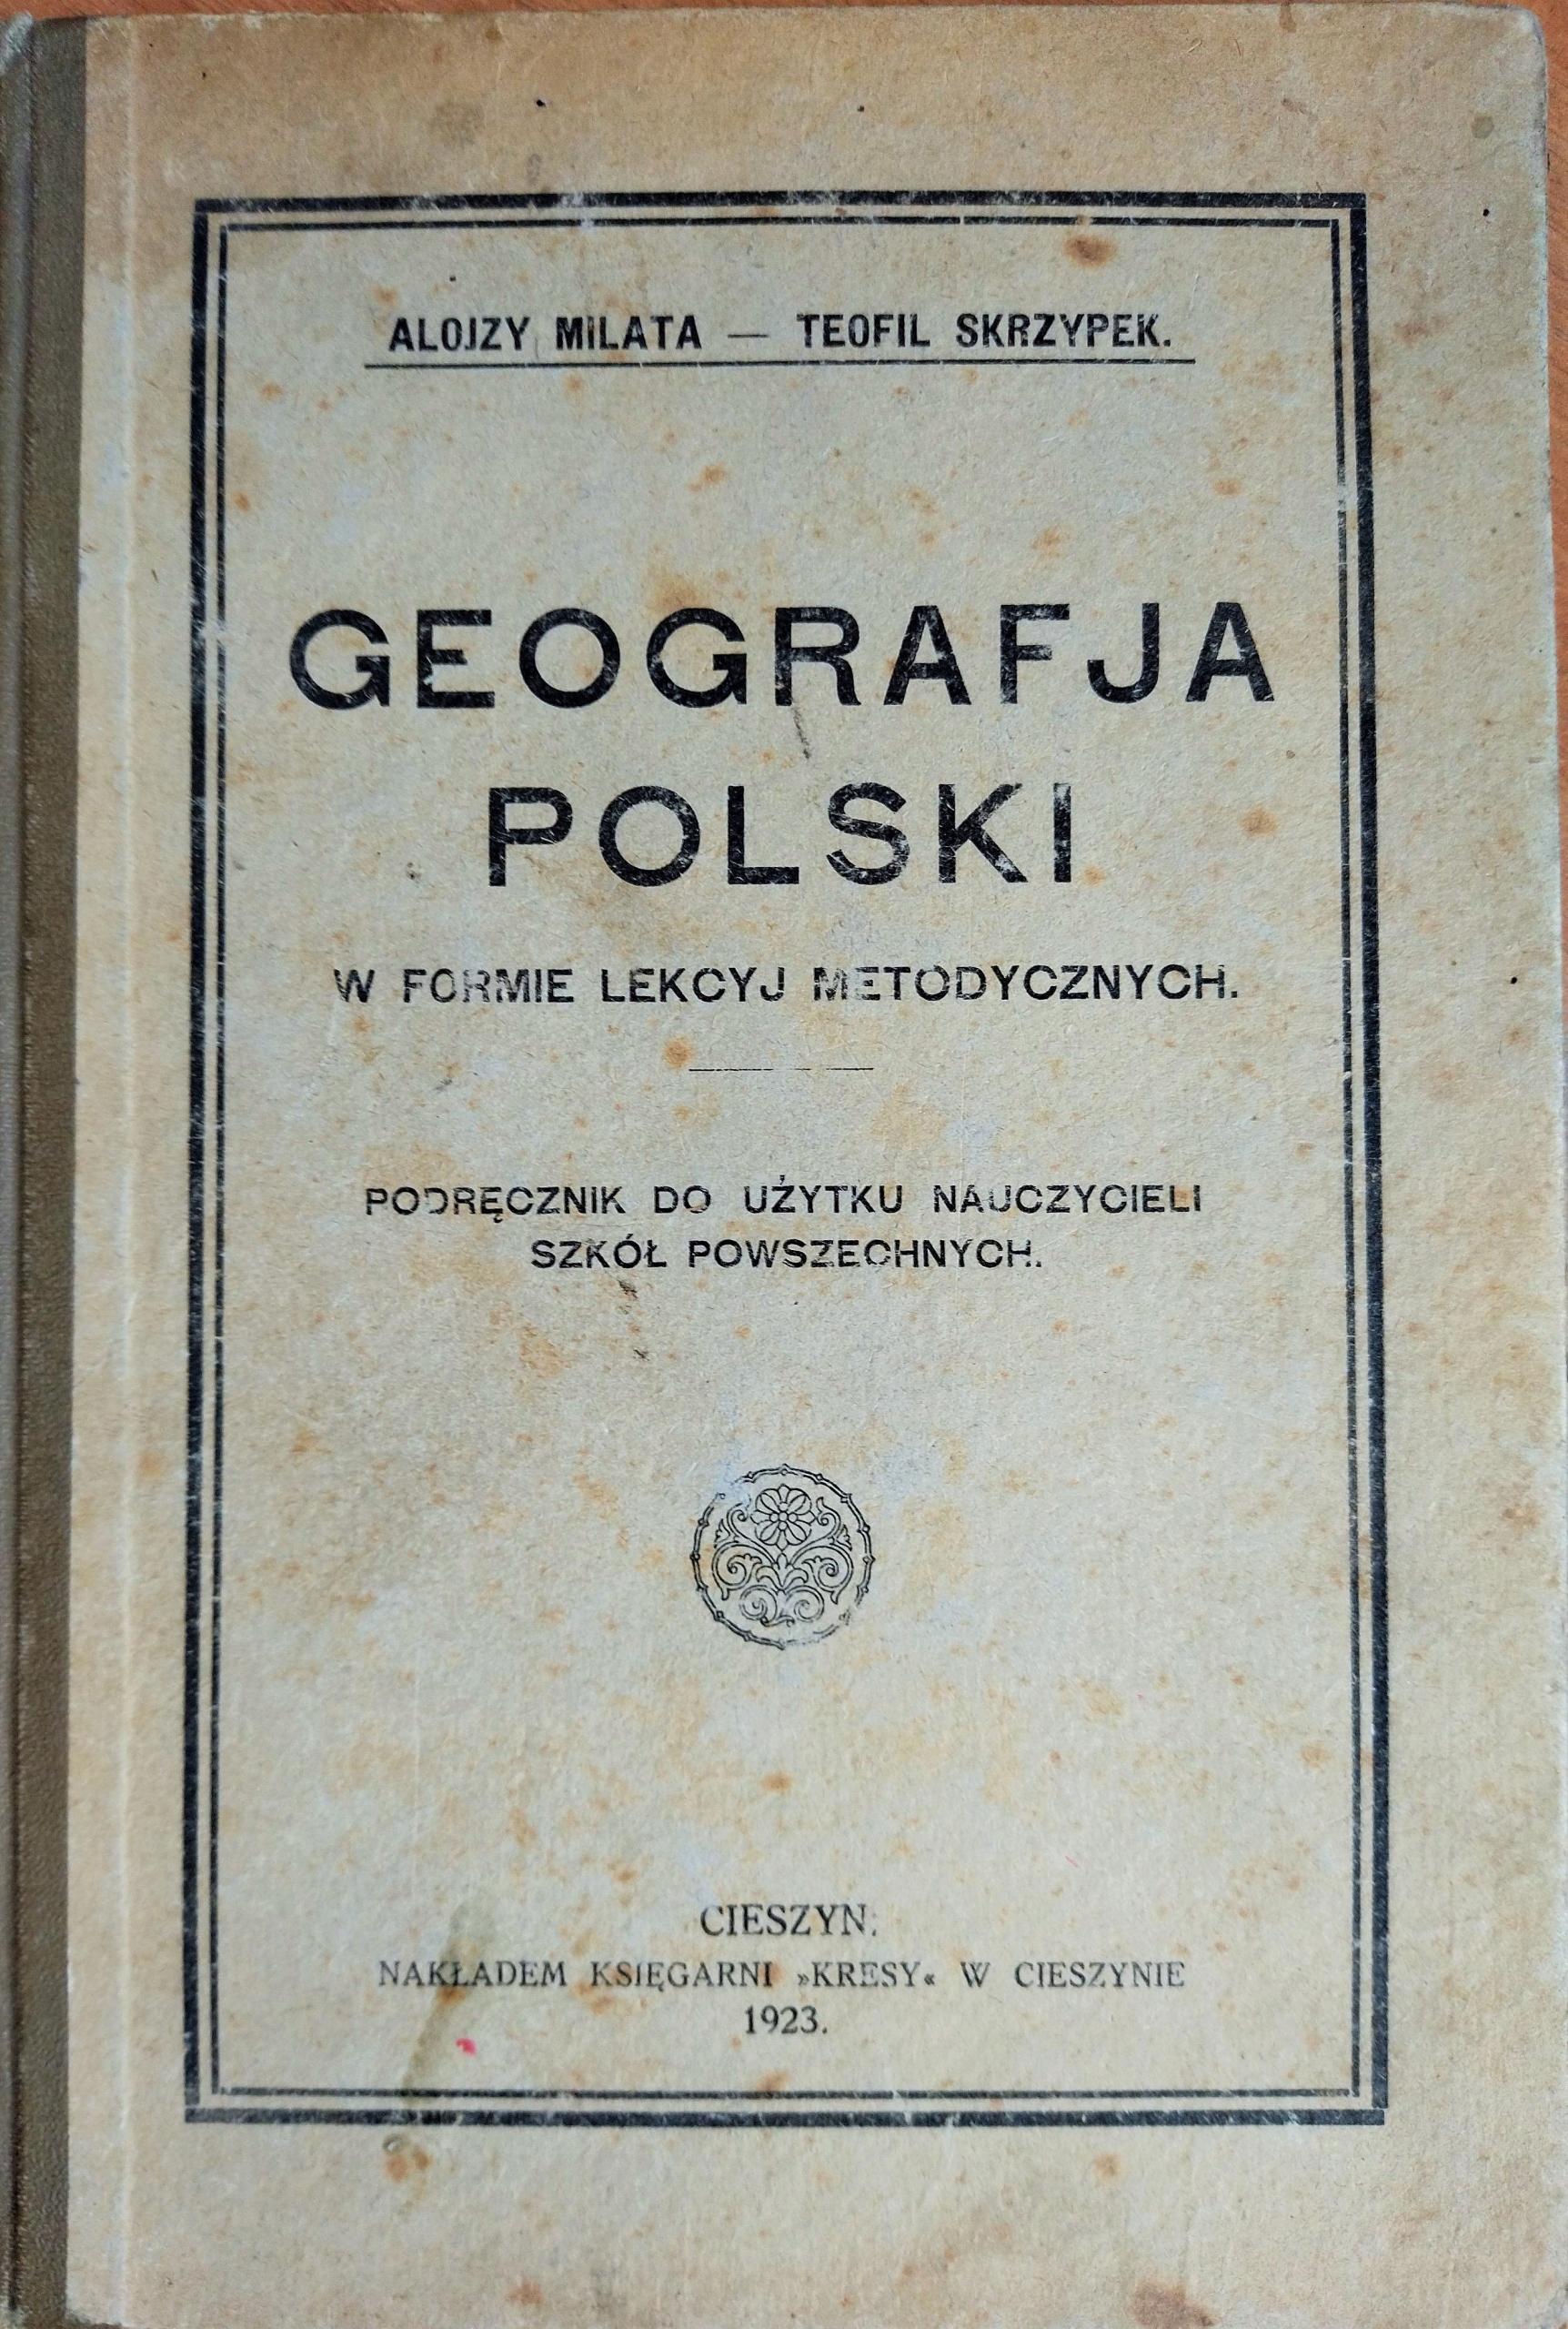 ALOJZY MILATA — TEOFIL SKRZYPEK.
GEOGRAFJA
POLSKI
W FORMIE LEKCYJ METODYCZNYCH.
PODRĘCZNIK DO UŻYTKU NAUCZYCIELI
SZKÓŁ POWSZECHNYCH.
CIESZYN.
NAKŁADEM KSIĘGARNI »KRESY« W CIESZYNIE
1923.